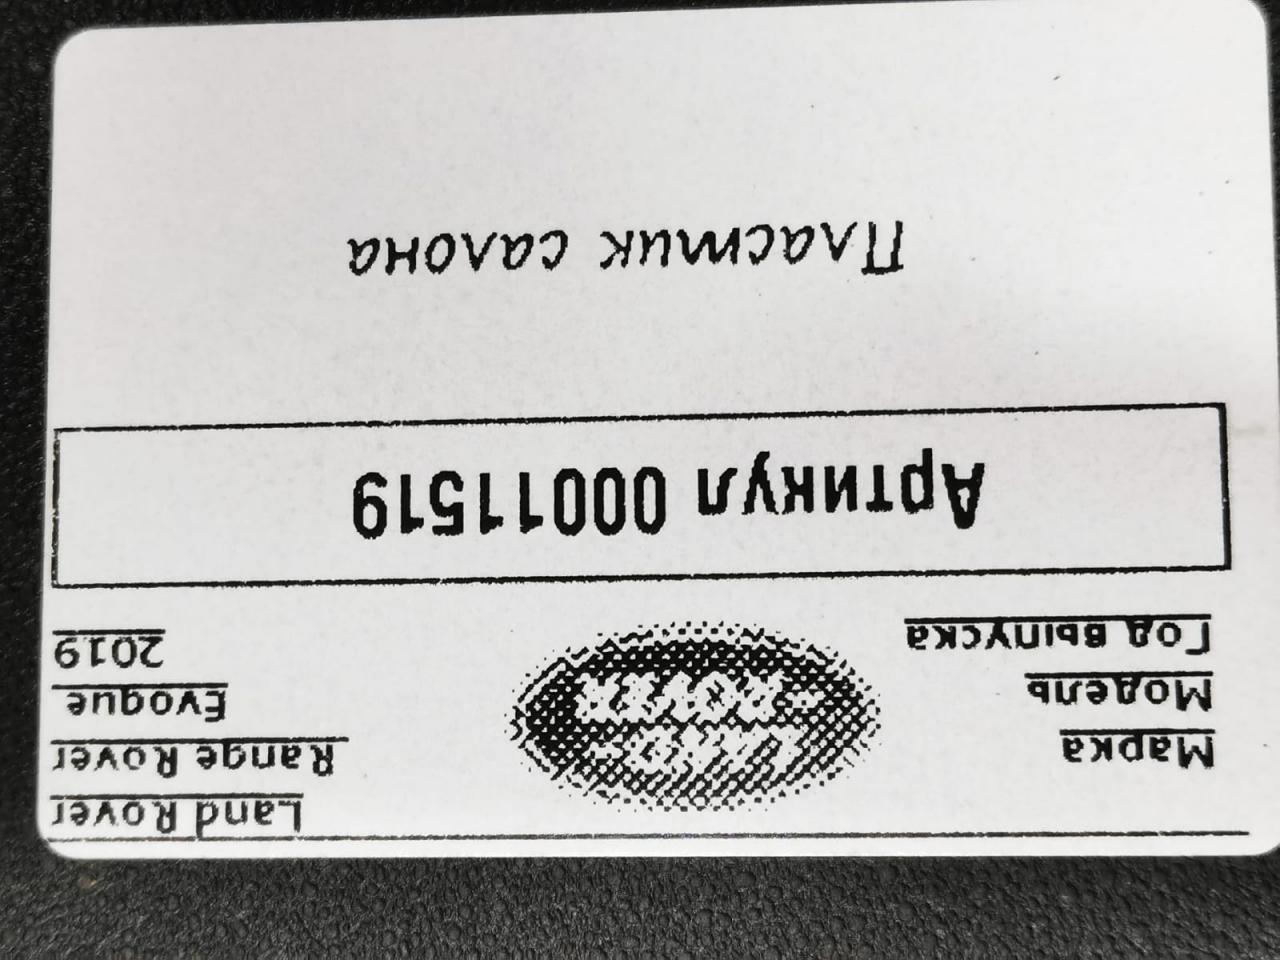 Land Rover
Марка Range Rover
Модель Evoque
Год выпуска 2019
Артикул 00011519
Пластик салона